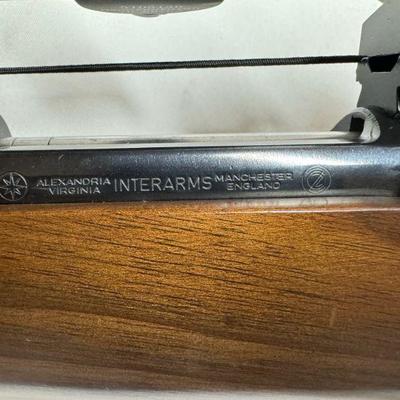 ALEXANDRIA
VIRGINIA
INTERARMS
MANCHESTER
ENGLAND